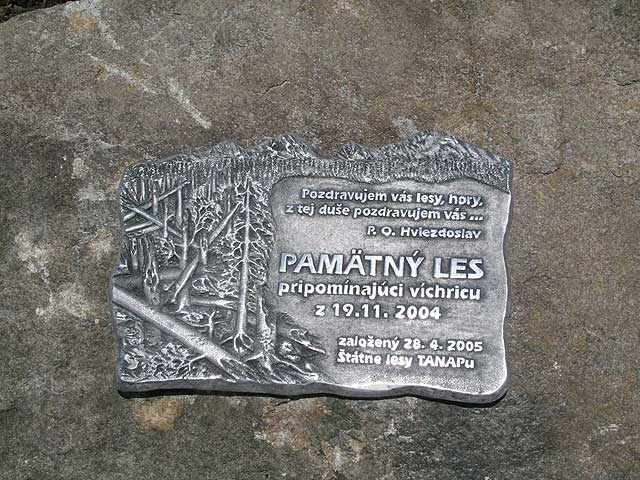 Pozdravujem vás lesy, hory,
z tej duše pozdravujem vás ...
P. O. Hviezdoslav
PAMÄTNÝ LES
pripomínajúci víchricu
z 19.11. 2004
založený 28. 4. 2005
Štátne lesy TANAPu